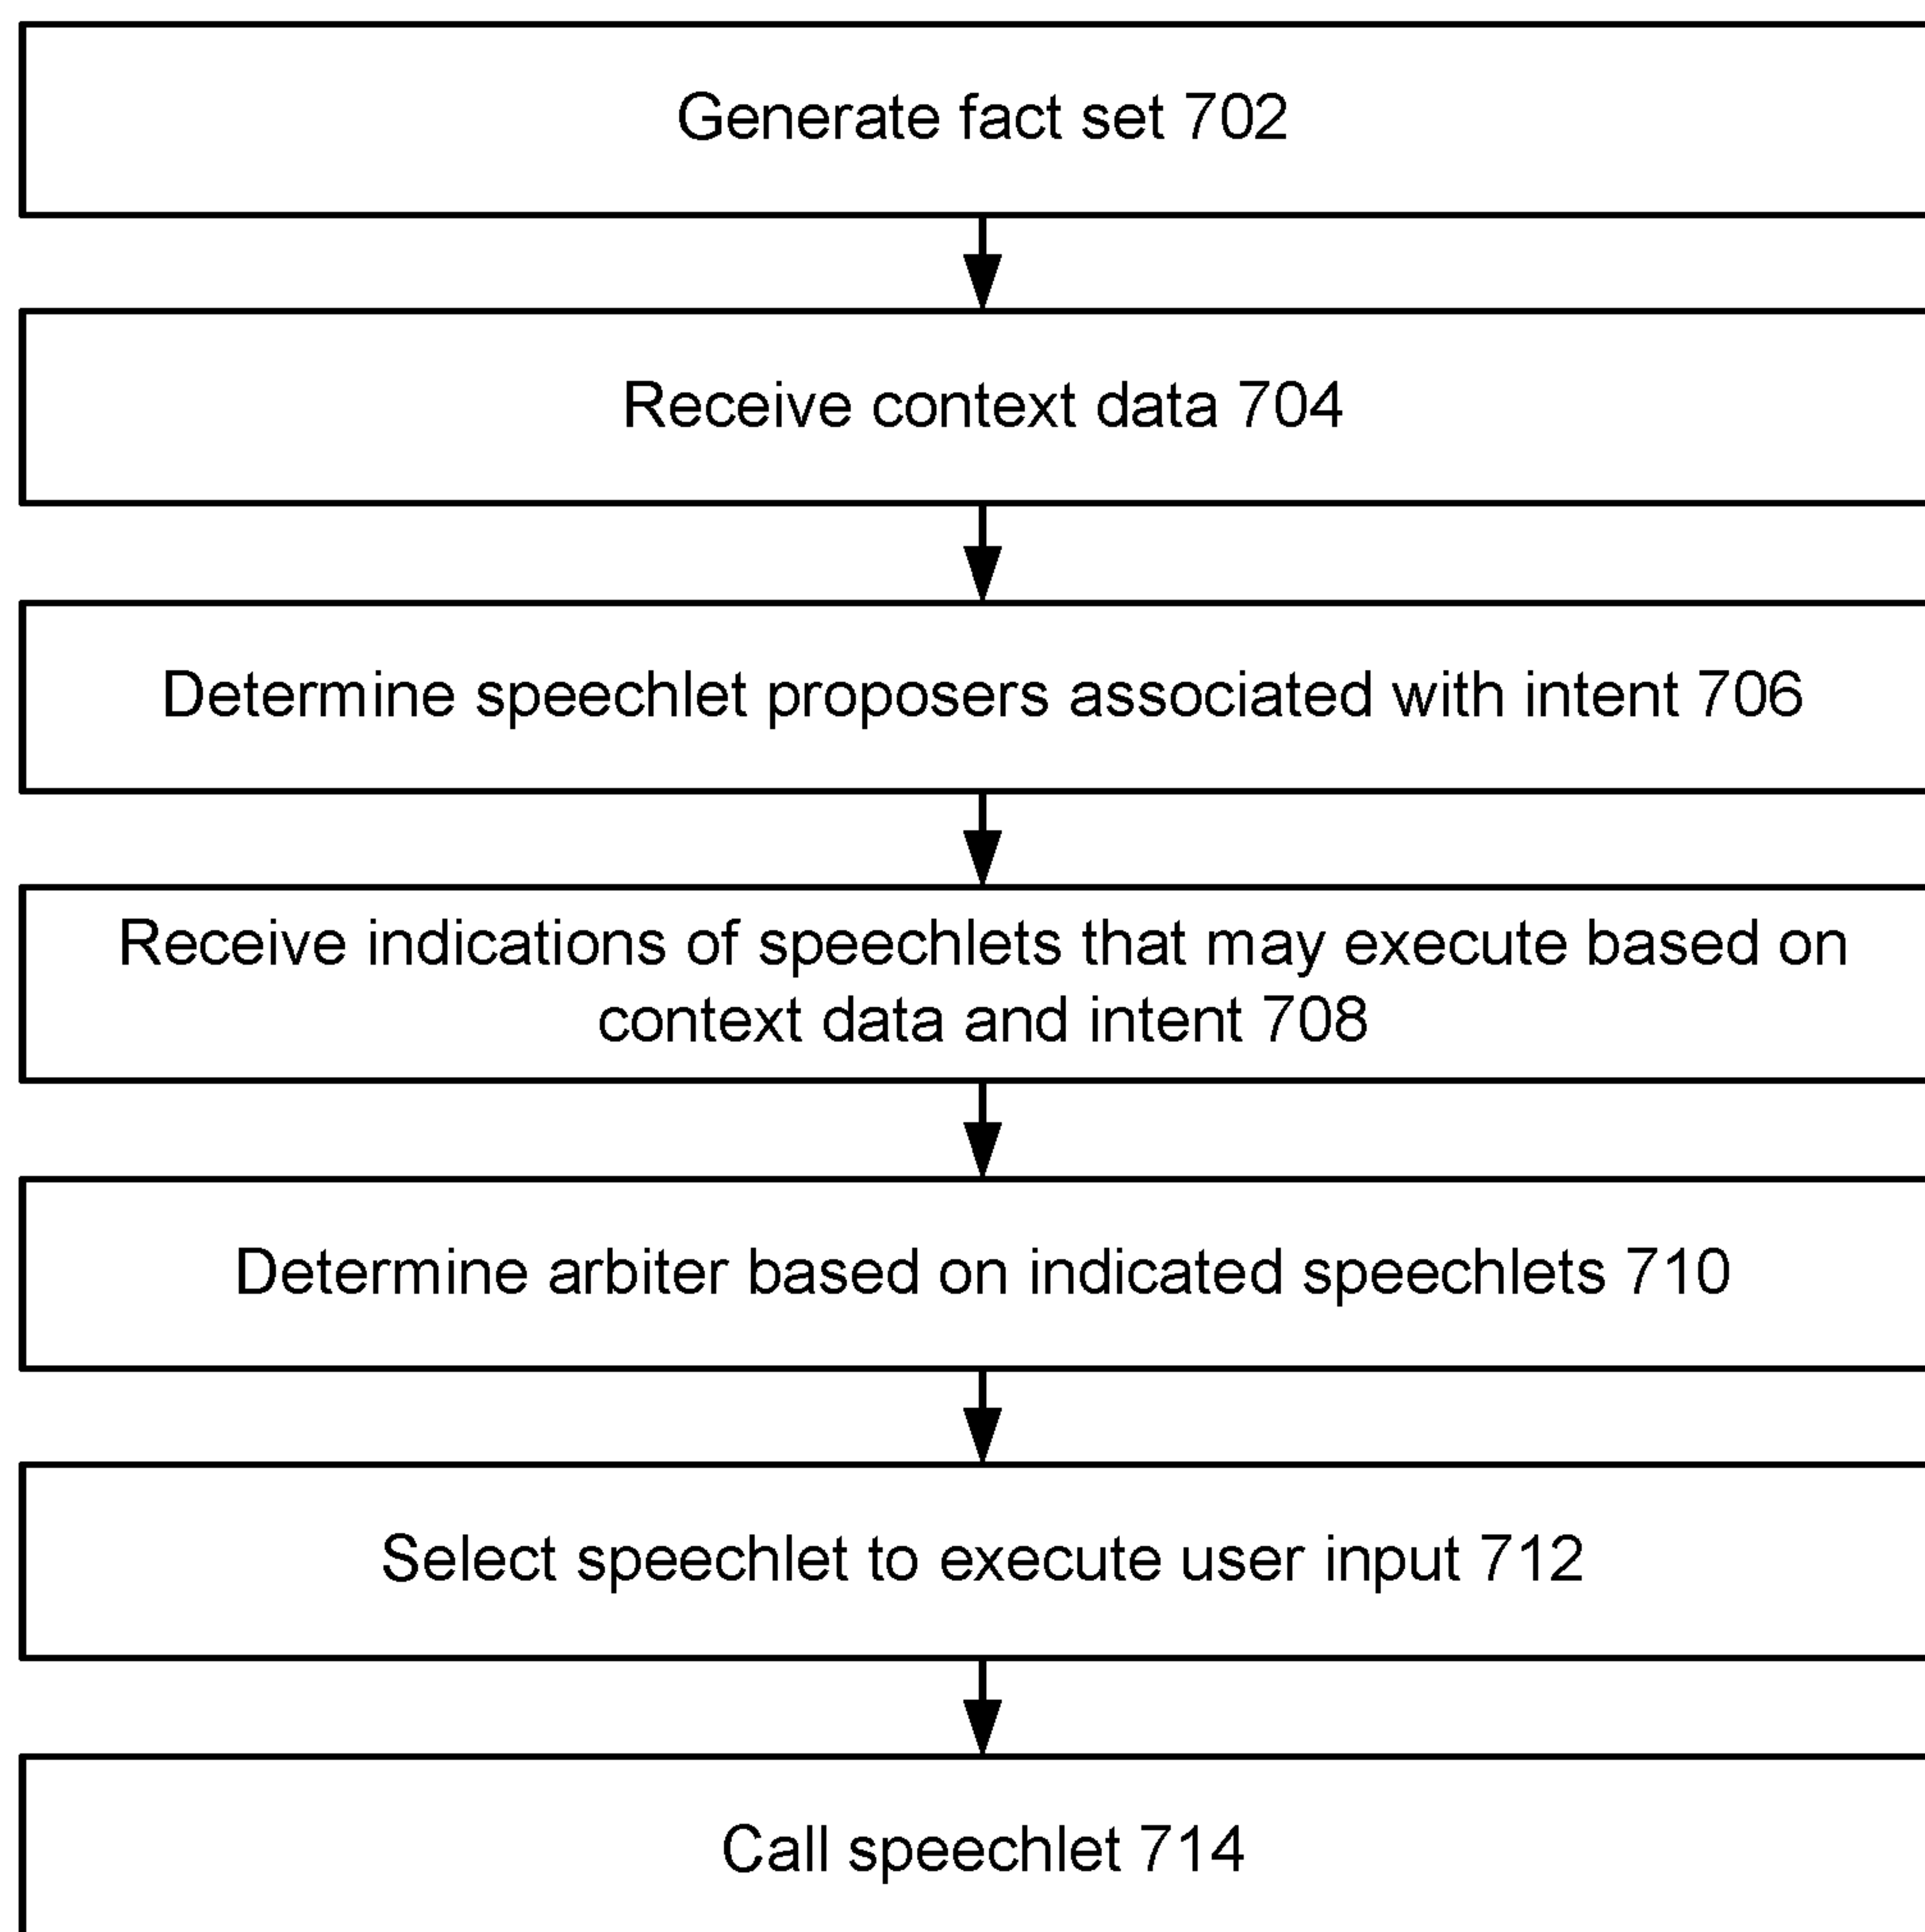 Generate fact set 702
Receive context data 704
Determine speechlet proposers associated with intent 706
Receive indications of speechlets that may execute based on
context data and intent 708
Determine arbiter based on indicated speechlets 710
Select speechlet to execute user input 712
Call speechlet 714